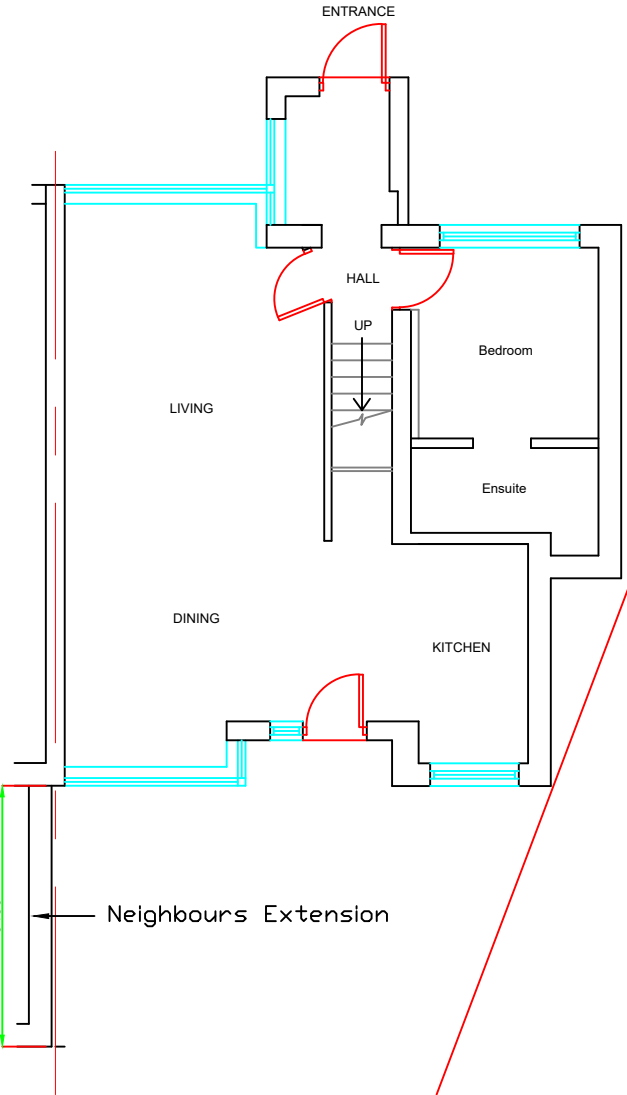 ENTRANCE
HALL
UP
Bedroom
LIVING
Ensuite
DINING
KITCHEN
Neighbours Extension